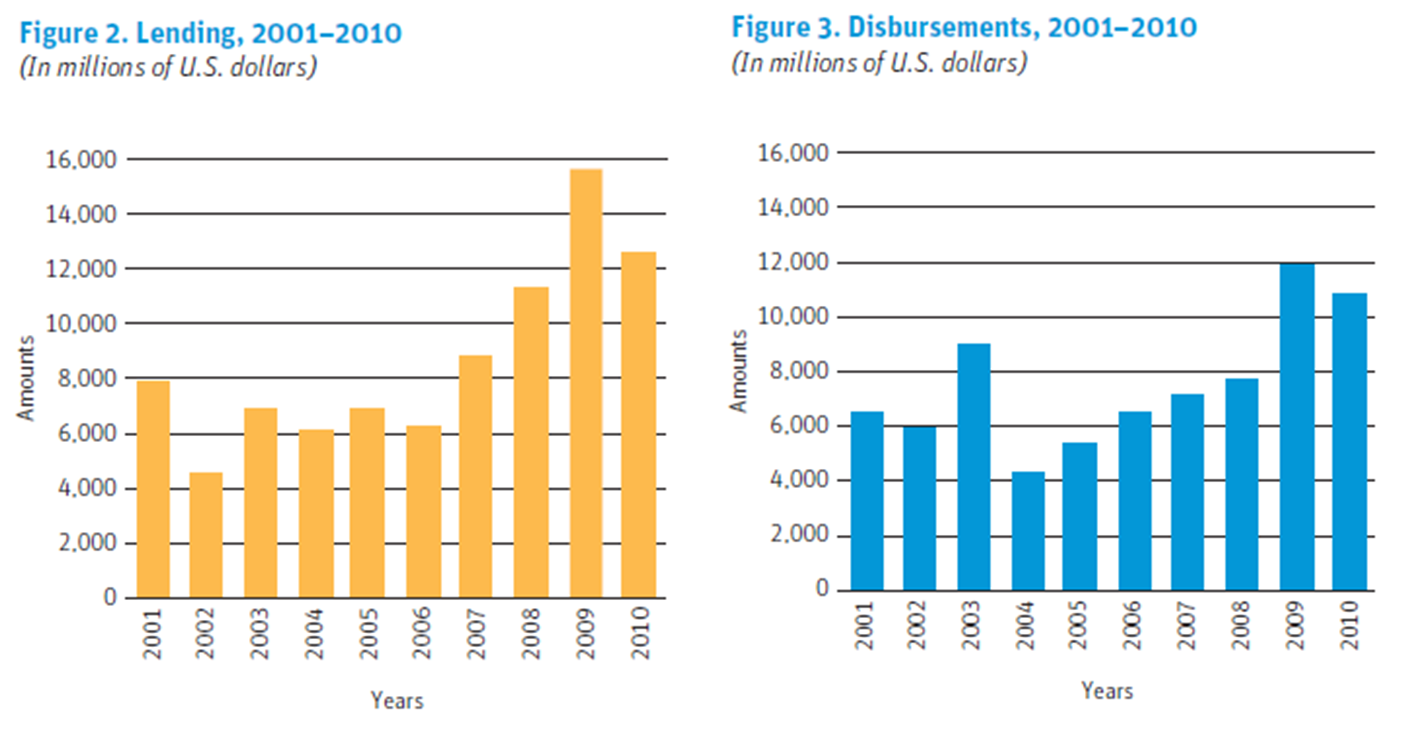 Figure 2. Lending, 2001–2010
(In millions of U.S. dollars)
16,000
14,000
12,000
10,000
8,000
6,000
4,000
2,000
0
Amounts
2001 2002 2003 2004 2005 2006 2007 2008 2009 2010
Years
Figure 3. Disbursements, 2001–2010
(In millions of U.S. dollars)
16,000
14,000
12,000
10,000
8,000
6,000
4,000
2,000
0
Amounts
2001 2002 2003 2004 2005 2006 2007 2008 2009 2010
Years